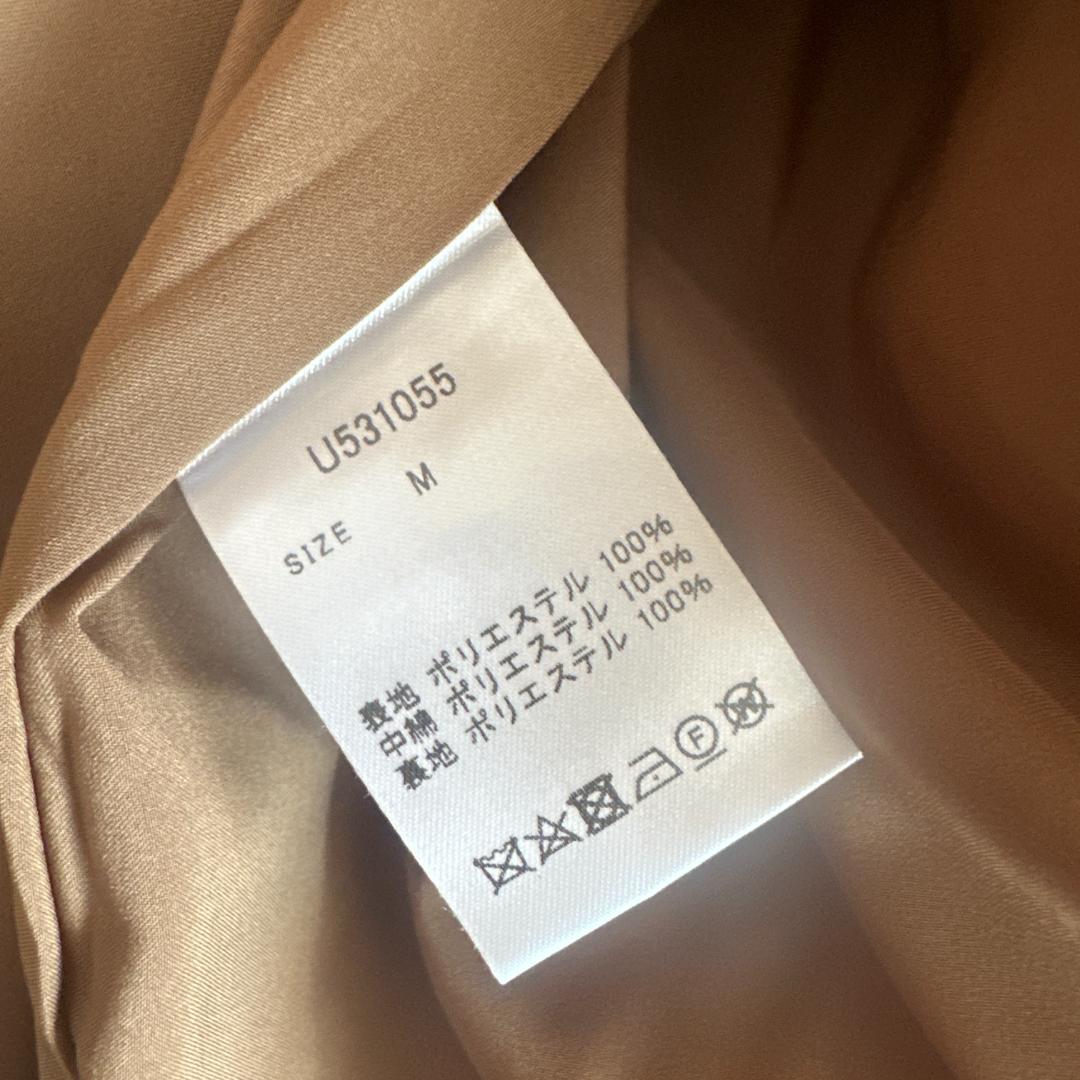 U531055
M
SIZE
表地 ポリエステル 100%
中綿 ポリエステル 100%
裏地 ポリエステル 100%
F W